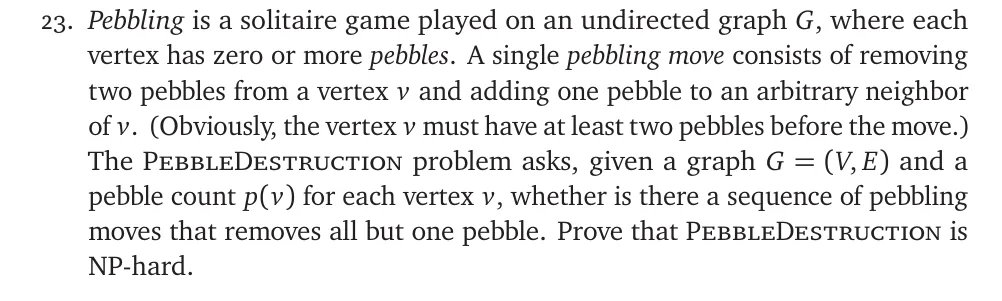 23. Pebbling is a solitaire game played on an undirected graph G, where each
vertex has zero or more pebbles. A single pebbling move consists of removing
two pebbles from a vertex v and adding one pebble to an arbitrary neighbor
of v. (Obviously, the vertex v must have at least two pebbles before the move.)
The PEBBLEDESTRUCTION problem asks, given a graph G = (V, E) and a
pebble count p(v) for each vertex v, whether is there a sequence of pebbling
moves that removes all but one pebble. Prove that PEBBLEDESTRUCTION is
NP-hard.